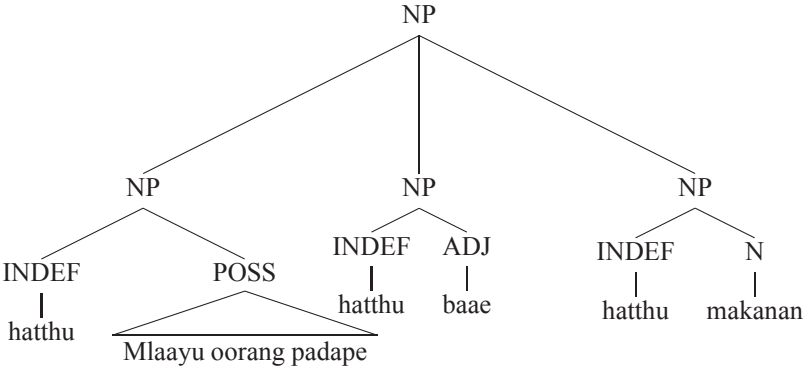 NP
NP NP NP
INDEF POSS INDEF ADJ INDEF N
hatthu Mlaayu oorang padape hatthu baae hatthu makanan